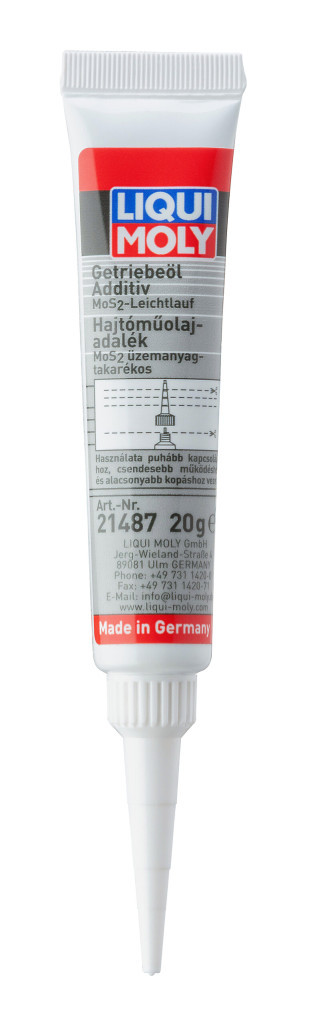 LIQUI
MOLY
Getriebeöl
Additiv
MoS2-Leichtlauf
Hajtóműolaj-
adalék
MoS2 üzemanyag-
takarékos
Használata puhább
hoz, csendesebb
és alacsonyabb kopáshoz
Art.-Nr.
21487 20g
LIQUI MOLY GmbH
Jerg-Wieland-Straße
89081 Ulm GERMANY
Phone: +49 731 1420-
Fax: +49 731 1420-71
E-Mail: info@liqui-moly
www.liqui-moly.com
Made in Germany